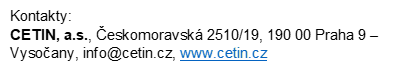 Kontakty:
CETIN, a.s., Českomoravská 2510/19, 190 00 Praha 9 –
Vysočany, info@cetin.cz, www.cetin.cz